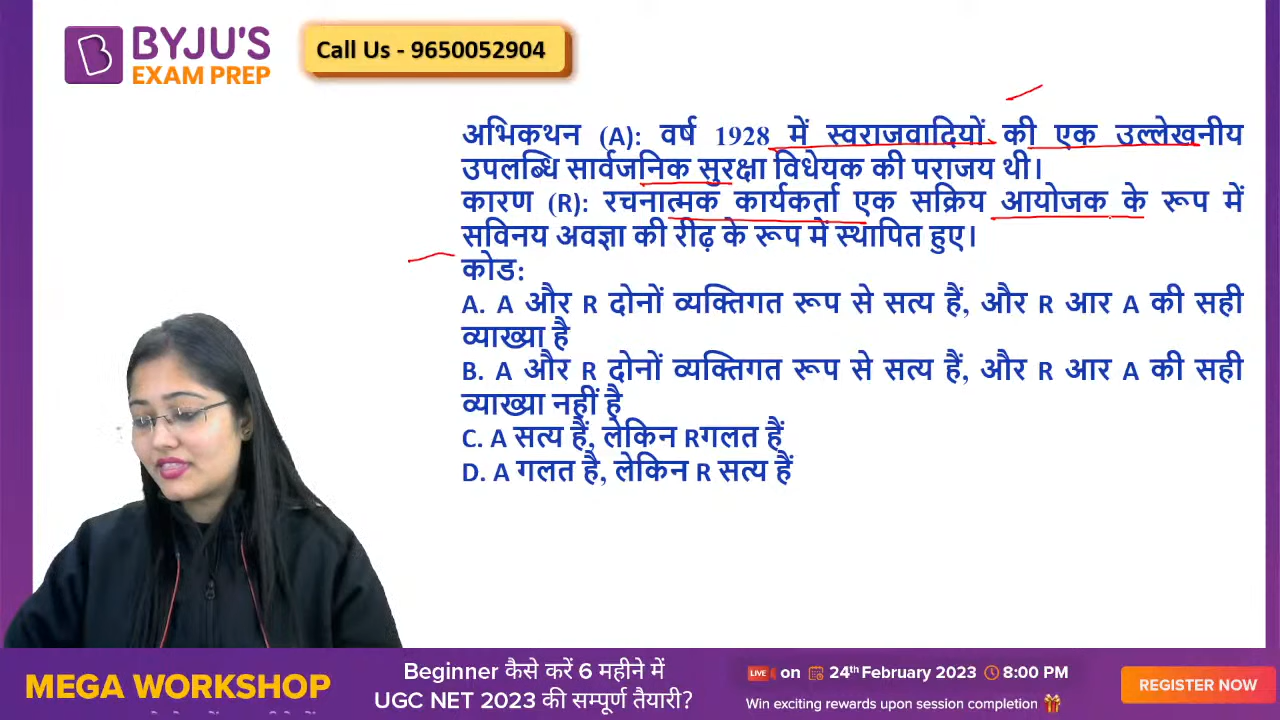 BYJU'S
EXAM PREP
Call Us - 9650052904
अभिकथन (A): वर्ष 1928 में स्वराजवादियों की एक उल्लेखनीय
उपलब्धि सार्वजनिक सुरक्षा विधेयक की पराजय थी।
कारण (R): रचनात्मक कार्यकर्ता एक सक्रिय आयोजक के रूप में
सविनय अवज्ञा की रीढ़ के रूप में स्थापित हुए।
कोड:
A. A और R दोनों व्यक्तिगत रूप से सत्य हैं, और R आर A की सही
व्याख्या है
B. A और R दोनों व्यक्तिगत रूप से सत्य हैं, और R आर A की सही
व्याख्या नहीं है
C. A सत्य हैं, लेकिन Rगलत हैं
D. A गलत है, लेकिन R सत्य हैं
MEGA WORKSHOP
Beginner कैसे करें 6 महीने में
UGC NET 2023 की सम्पूर्ण तैयारी?
LIVE on 24th February 2023 8:00 PM
Win exciting rewards upon session completion
REGISTER NOW